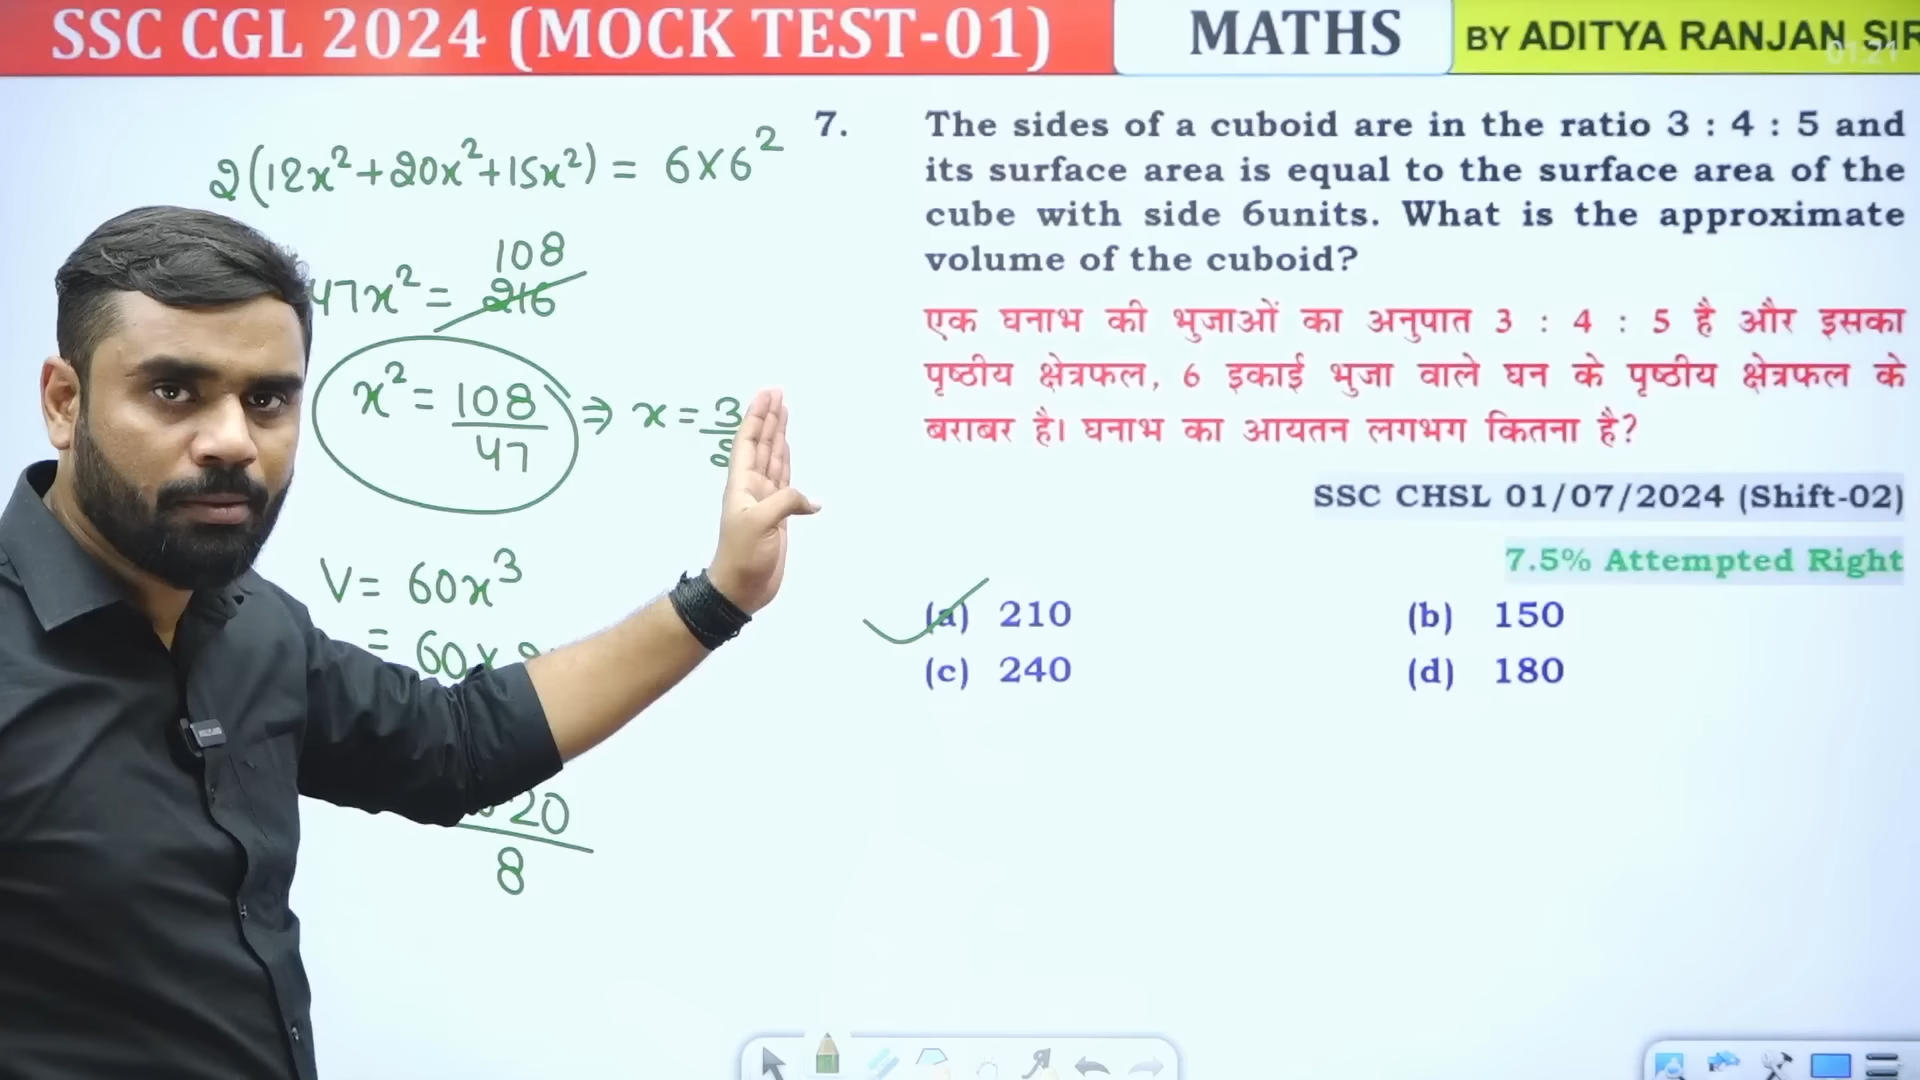 SSC CGL 2024 (MOCK TEST-01)
MATHS
BY ADITYA RANJAN SIR
01:21
2(12x²+20x²+15x²) = 6×6²
108
47x² = 216
x² = 108/47 ⇒ x = 3
V = 60x³
= 60×
20
8
7.
The sides of a cuboid are in the ratio 3 : 4 : 5 and
its surface area is equal to the surface area of the
cube with side 6units. What is the approximate
volume of the cuboid?
एक घनाभ की भुजाओं का अनुपात 3 : 4 : 5 है और इसका
पृष्ठीय क्षेत्रफल, 6 इकाई भुजा वाले घन के पृष्ठीय क्षेत्रफल के
बराबर है। घनाभ का आयतन लगभग कितना है?
SSC CHSL 01/07/2024 (Shift-02)
7.5% Attempted Right
(a) 210 (b) 150
(c) 240 (d) 180